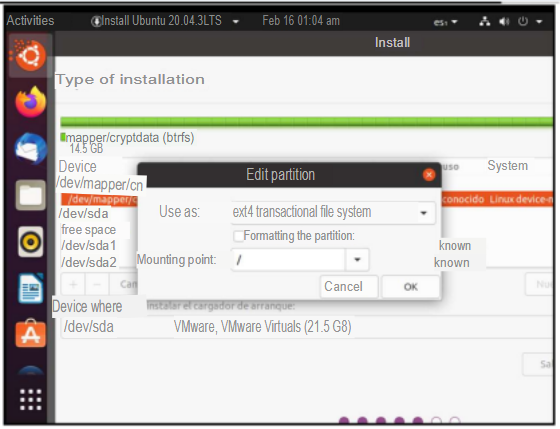 Activities
Install Ubuntu 20.04.3LTS
Feb 16 01:04 am
es₁
Install
Type of installation
mapper/cryptdata (btrfs)
14.5 GB
Device
uso
System
/dev/mapper/cn
Edit partition
/dev/mapper/c
conocido Linux device-m
/dev/sda
Use as:
ext4 transactional file system
free space
Formatting the partition:
/dev/sda1
known
/dev/sda2
Mounting point:
/
known
+
−
Can
Cancel
OK
Nu
Device where
instalar el cargador de arranque:
/dev/sda
VMware, VMware Virtuals (21.5 G8)
Sa